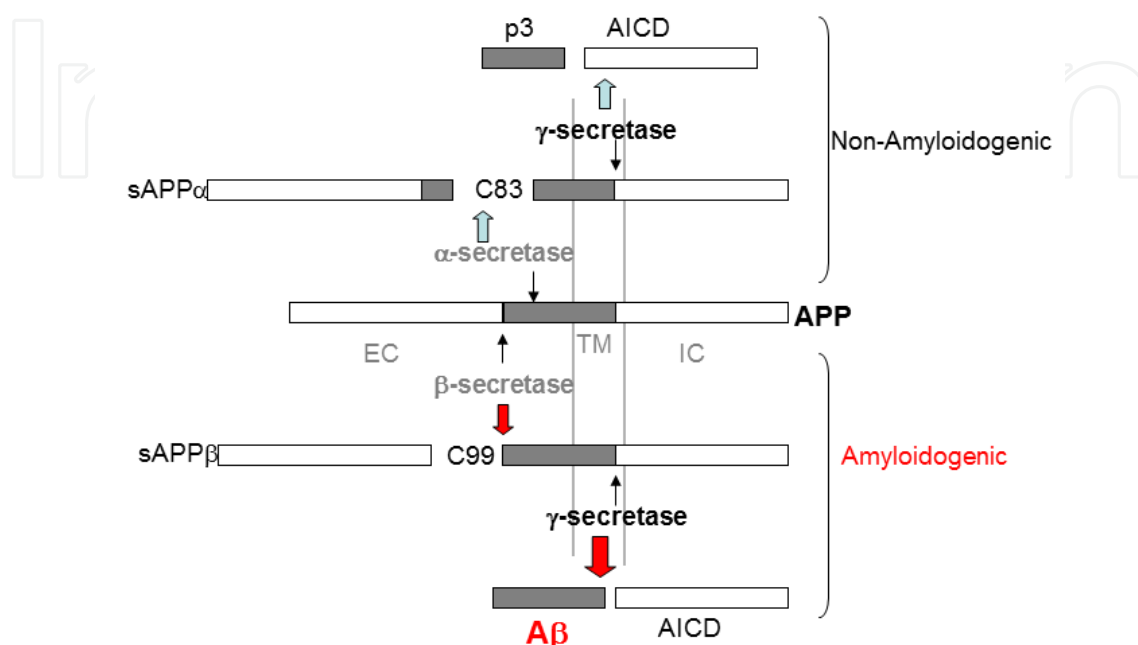 p3 AICD
γ-secretase
Non-Amyloidogenic
sAPPα C83
α-secretase
APP
EC TM IC
β-secretase
sAPPβ C99 Amyloidogenic
γ-secretase
Aβ AICD